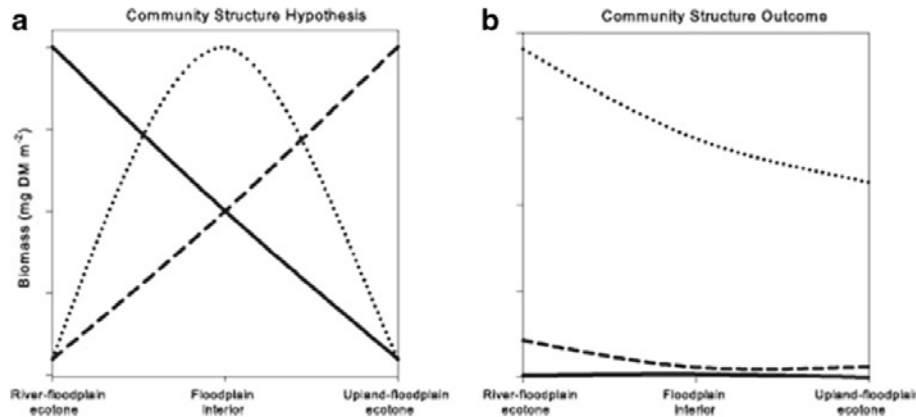 a
Community Structure Hypothesis
Biomass (mg DM m⁻²)
River-floodplain
ecotone
Floodplain
Interior
Upland-floodplain
ecotone
b
Community Structure Outcome
River-floodplain
ecotone
Floodplain
Interior
Upland-floodplain
ecotone